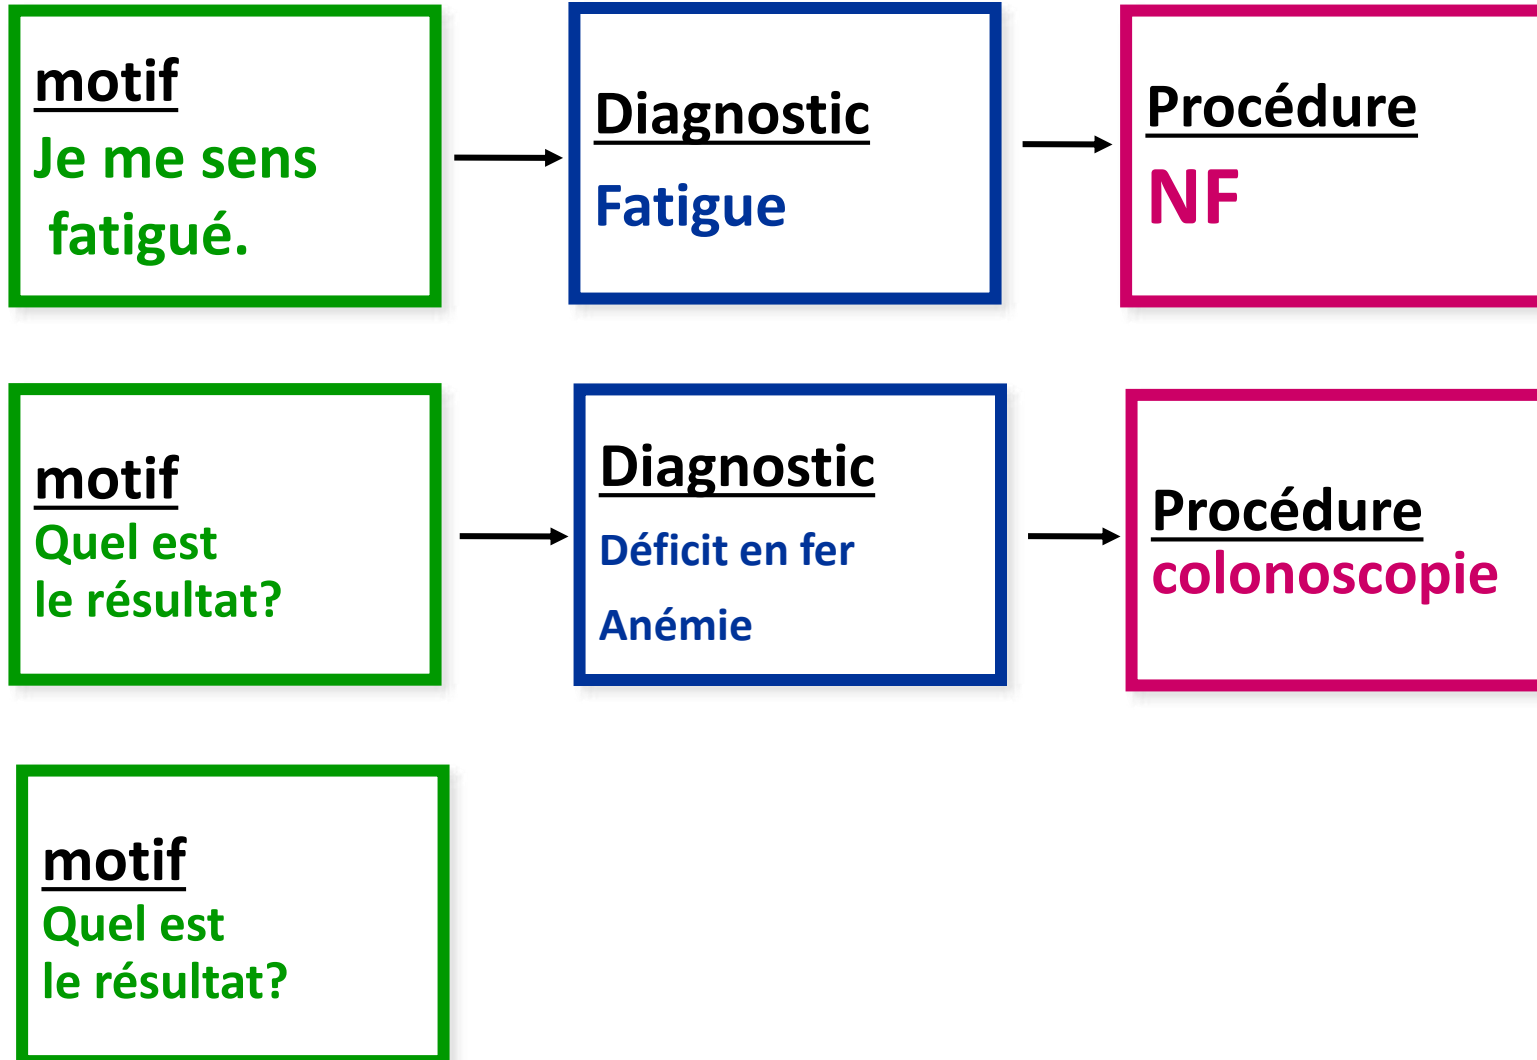 motif
Je me sens
fatigué.
Diagnostic
Fatigue
Procédure
NF
motif
Quel est
le résultat?
Diagnostic
Déficit en fer
Anémie
Procédure
colonoscopie
motif
Quel est
le résultat?